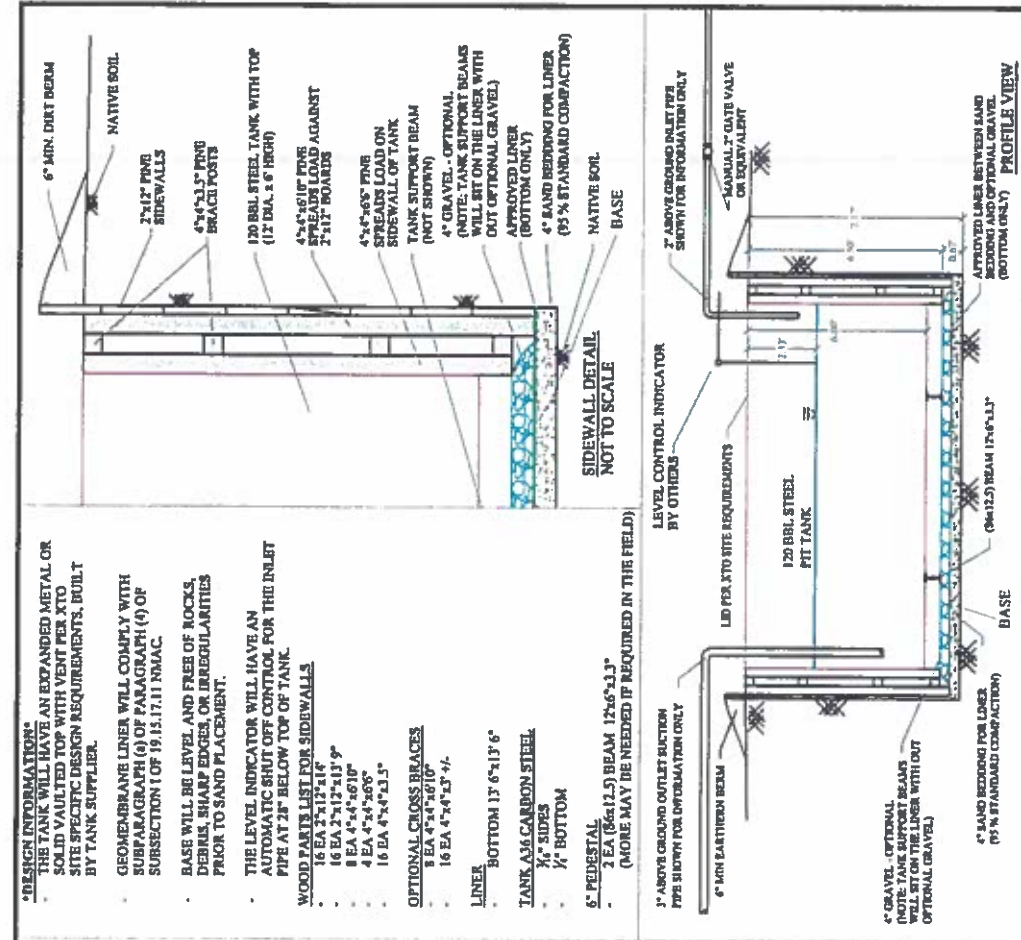 *DESIGN INFORMATION*
- THE TANK WILL HAVE AN EXPANDED METAL OR
SOLID VAULTED TOP WITH VENT PER XTO
SITE SPECIFIC DESIGN REQUIREMENTS, BUILT
BY TANK SUPPLIER.
- GEOMEMBRANE LINER WILL COMPLY WITH
SUBPARAGRAPH (a) OF PARAGRAPH (4) OF
SUBSECTION I OF 19.15.17.11 NMAC.
- BASE WILL BE LEVEL AND FREE OF ROCKS,
DEBRIS, SHARP EDGES, OR IRREGULARITIES
PRIOR TO SAND PLACEMENT.
- THE LEVEL INDICATOR WILL HAVE AN
AUTOMATIC SHUT OFF CONTROL FOR THE INLET
PIPE AT 28" BELOW TOP OF TANK.
WOOD PARTS LIST FOR SIDEWALLS
- 16 EA 2"x12"x14'
- 16 EA 2"x12"x13' 9"
- 8 EA 4"x4"x6'10"
- 4 EA 4"x4"x6'6"
- 16 EA 4"x4"x3.5"
OPTIONAL CROSS BRACES
- 8 EA 4"x4"x6'10"
- 16 EA 4"x4"x3' +/-
LINER
- BOTTOM 13' 6"x13' 6"
TANK A36 CARBON STEEL
- SIDES
- ¼" BOTTOM
6" PEDESTAL
- 2 EA (S6x12.5) BEAM 12'x6"x3.3"
(MORE MAY BE NEEDED IF REQUIRED IN THE FIELD)
6" MIN. DIRT BERM
NATIVE SOIL
2"x12" PINE
SIDEWALLS
4"x4"x3.5" PINE
BRACE POSTS
120 BBL STEEL TANK WITH TOP
(12' DIA. x 6' HIGH)
4"x4"x6'10" PINE
SPREADS LOAD AGAINST
2"x12" BOARDS
4"x4"x6'6" PINE
SPREADS LOAD ON
SIDEWALL OF TANK
TANK SUPPORT BEAM
(NOT SHOWN)
4" GRAVEL - OPTIONAL
(NOTE: TANK SUPPORT BEAMS
WILL SIT ON THE LINER WITH
OUT OPTIONAL GRAVEL)
APPROVED LINER
(BOTTOM ONLY)
4" SAND BEDDING FOR LINER
(95 % STANDARD COMPACTION)
NATIVE SOIL
BASE
SIDEWALL DETAIL
NOT TO SCALE
3" ABOVE GROUND OUTLET SUCTION
PIPE SHOWN FOR INFORMATION ONLY
6" MIN EARTHERN BERM
LEVEL CONTROL INDICATOR
BY OTHERS
LID PER XTO SITE REQUIREMENTS
2" ABOVE GROUND INLET PIPE
SHOWN FOR INFORMATION ONLY
MANUAL 2" GATE VALVE
OR EQUIVALENT
120 BBL STEEL
PIT TANK
0.67'
4" GRAVEL - OPTIONAL
(NOTE: TANK SUPPORT BEAMS
WILL SIT ON THE LINER WITH OUT
OPTIONAL GRAVEL)
4" SAND BEDDING FOR LINER
(95 % STANDARD COMPACTION)
BASE
(S6x12.5) BEAM 12'x6"x3.3"
APPROVED LINER BETWEEN SAND
BEDDING AND OPTIONAL GRAVEL
(BOTTOM ONLY)
PROFILE VIEW